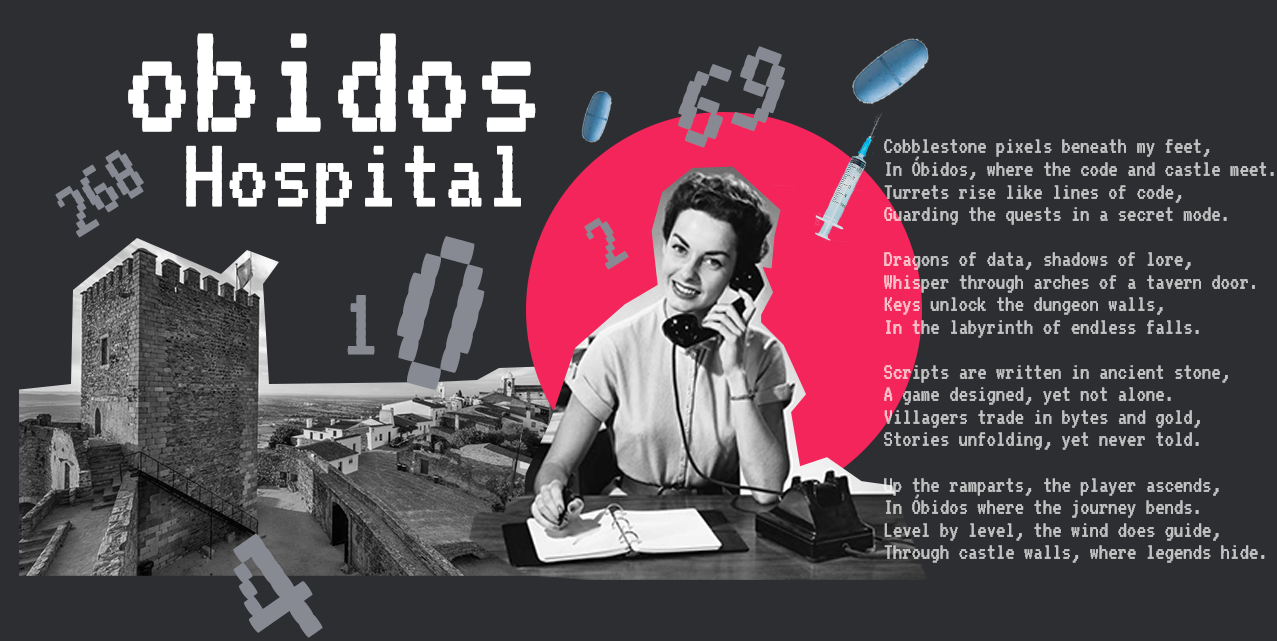 obidos
Hospital
69
268
2
10
4
Cobblestone pixels beneath my feet,
In Óbidos, where the code and castle meet.
Turrets rise like lines of code,
Guarding the quests in a secret mode.
Dragons of data, shadows of lore,
Whisper through arches of a tavern door.
Keys unlock the dungeon walls,
In the labyrinth of endless falls.
Scripts are written in ancient stone,
A game designed, yet not alone.
Villagers trade in bytes and gold,
Stories unfolding, yet never told.
Up the ramparts, the player ascends,
In Óbidos where the journey bends.
Level by level, the wind does guide,
Through castle walls, where legends hide.